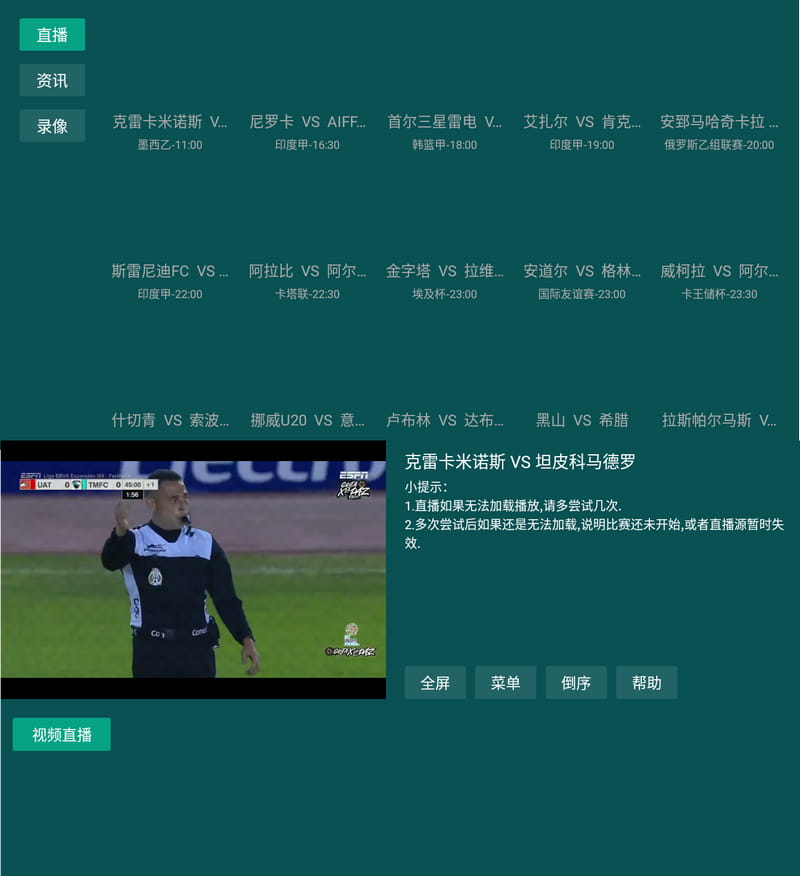 直播
资讯
录像
克雷卡米诺斯 V...
尼罗卡 VS AIFF...
首尔三星雷电 V...
艾扎尔 VS 肯克...
安郅马哈奇卡拉 ...
墨西乙-11:00
印度甲-16:30
韩篮甲-18:00
印度甲-19:00
俄罗斯乙组联赛-20:00
斯雷尼迪FC VS ...
阿拉比 VS 阿尔...
金字塔 VS 拉维...
安道尔 VS 格林...
威柯拉 VS 阿尔...
印度甲-22:00
卡塔联-22:30
埃及杯-23:00
国际友谊赛-23:00
卡王储杯-23:30
什切青 VS 索波...
挪威U20 VS 意...
卢布林 VS 达布...
黑山 VS 希腊
拉斯帕尔马斯 V...
ESPN Liga BBVA Expansión MX
UAT 0 TMFC 0 45:00 +1
1:56
ESPN
克雷卡米诺斯 VS 坦皮科马德罗
小提示:
1.直播如果无法加载播放,请多尝试几次.
2.多次尝试后如果还是无法加载,说明比赛还未开始,或者直播源暂时失
效.
全屏
菜单
倒序
帮助
视频直播